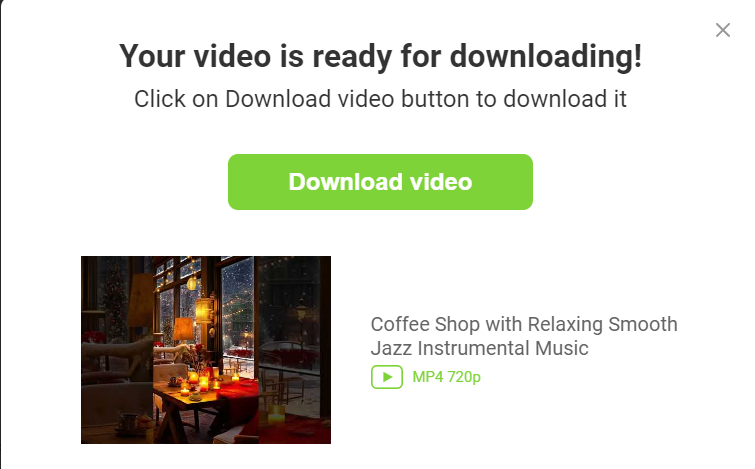 Your video is ready for downloading!
Click on Download video button to download it
Download video
Coffee Shop with Relaxing Smooth
Jazz Instrumental Music
MP4 720p